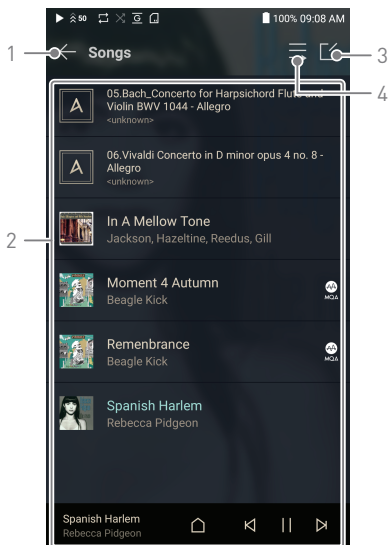 50 G 100% 09:08 AM
1 Songs 3
4
05.Bach_Concerto for Harpsichord Flute and
Violin BWV 1044 - Allegro
<unknown>
06.Vivaldi Concerto in D minor opus 4 no. 8 -
Allegro
<unknown>
In A Mellow Tone
Jackson, Hazeltine, Reedus, Gill
2
Moment 4 Autumn
Beagle Kick
MQA
Remenbrance
Beagle Kick
MQA
Spanish Harlem
Rebecca Pidgeon
Spanish Harlem
Rebecca Pidgeon